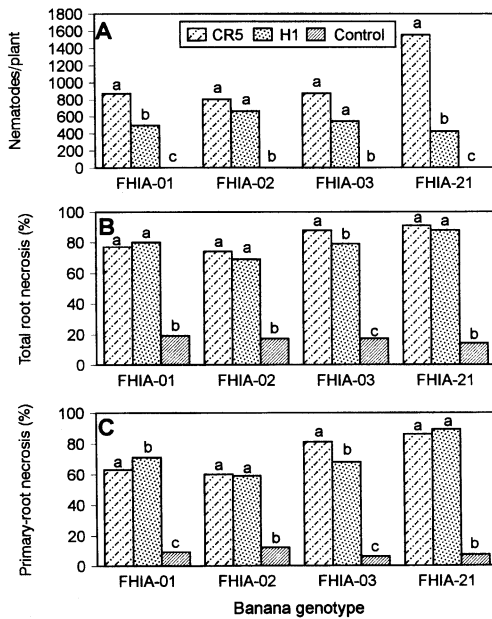 A
CR5 H1 Control
Nematodes/plant
1800
1600
1400
1200
1000
800
600
400
200
0
a b c
a a b
a a b
a b c
FHIA-01 FHIA-02 FHIA-03 FHIA-21
B
Total root necrosis (%)
100
80
60
40
20
0
a a b
a a b
a b c
a a b
FHIA-01 FHIA-02 FHIA-03 FHIA-21
C
Primary-root necrosis (%)
100
80
60
40
20
0
a b c
a a b
a b c
a a b
FHIA-01 FHIA-02 FHIA-03 FHIA-21
Banana genotype